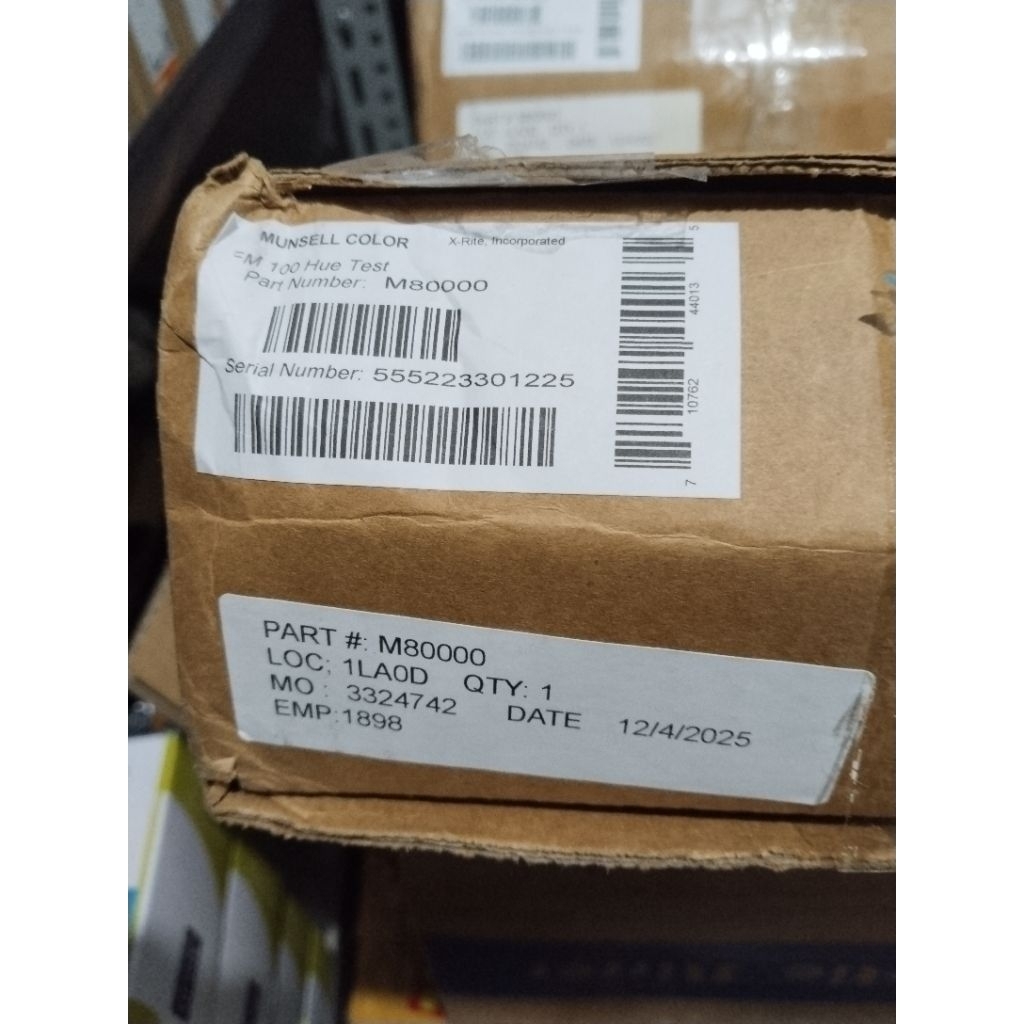 MUNSELL COLOR X-Rite, Incorporated
FM 100 Hue Test
Part Number: M80000
Serial Number: 555223301225
7 10762 44013 5
PART #: M80000
LOC: 1LA0D QTY: 1
MO : 3324742 DATE 12/4/2025
EMP:1898